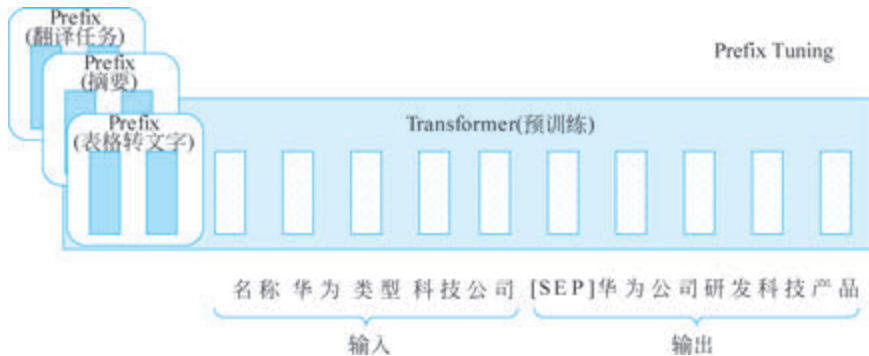 Prefix
(翻译任务)
Prefix Tuning
Prefix
(摘要)
Prefix
(表格转文字)
Transformer(预训练)
名称 华为 类型 科技公司 [SEP]华为公司研发科技产品
输入 输出